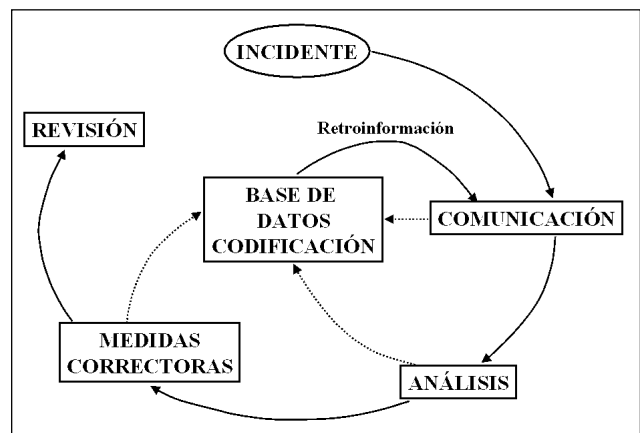 INCIDENTE
REVISIÓN
Retroinformación
BASE DE
DATOS
CODIFICACIÓN
COMUNICACIÓN
MEDIDAS
CORRECTORAS
ANÁLISIS